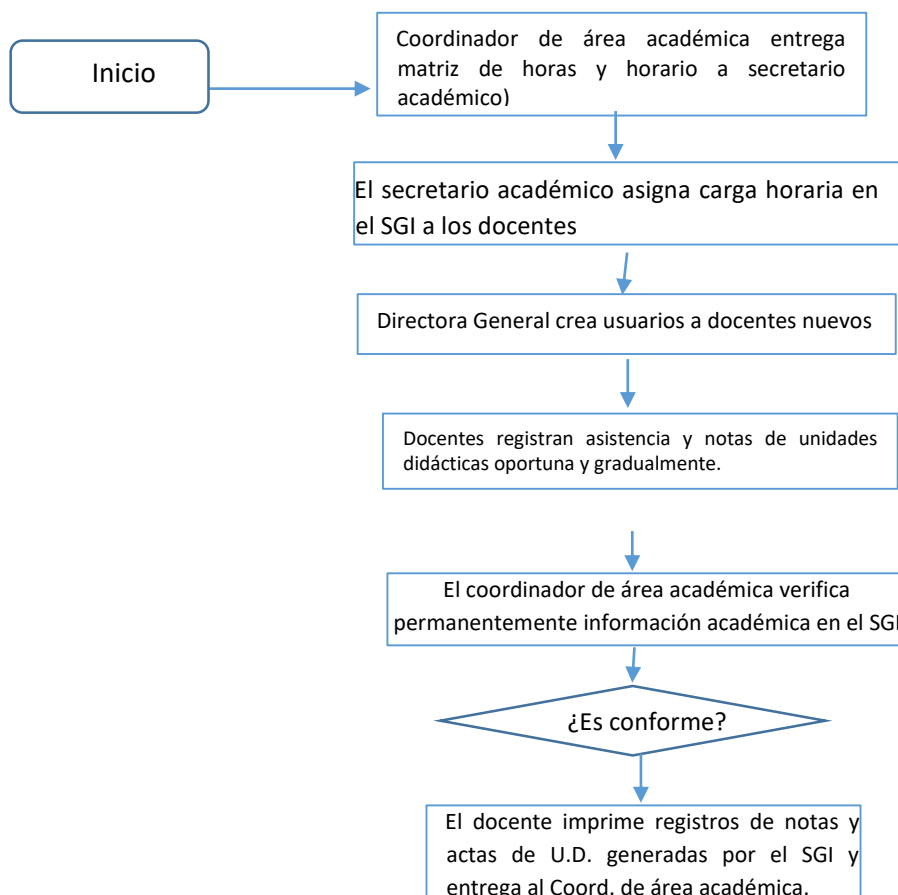 Inicio
Coordinador de área académica entrega
matriz de horas y horario a secretario
académico)
El secretario académico asigna carga horaria en
el SGI a los docentes
Directora General crea usuarios a docentes nuevos
Docentes registran asistencia y notas de unidades
didácticas oportuna y gradualmente.
El coordinador de área académica verifica
permanentemente información académica en el SGI
¿Es conforme?
El docente imprime registros de notas y
actas de U.D. generadas por el SGI y
entrega al Coord. de área académica.